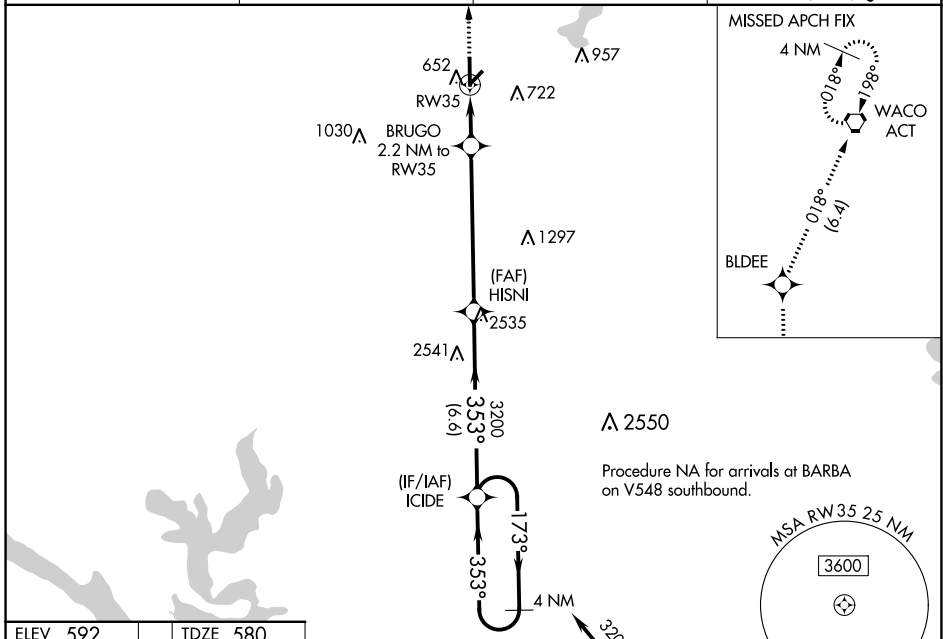 MISSED APCH FIX
4 NM
018°
198°
WACO
ACT
018°
(6.4)
BLDEE
957
652
RW35
722
1030
BRUGO
2.2 NM to
RW35
1297
(FAF)
HISNI
2535
2541
3200
353°
(6.6)
2550
Procedure NA for arrivals at BARBA
on V548 southbound.
(IF/IAF)
ICIDE
173°
353°
4 NM
MSA RW35 25 NM
3600
ELEV 592
TDZE 580